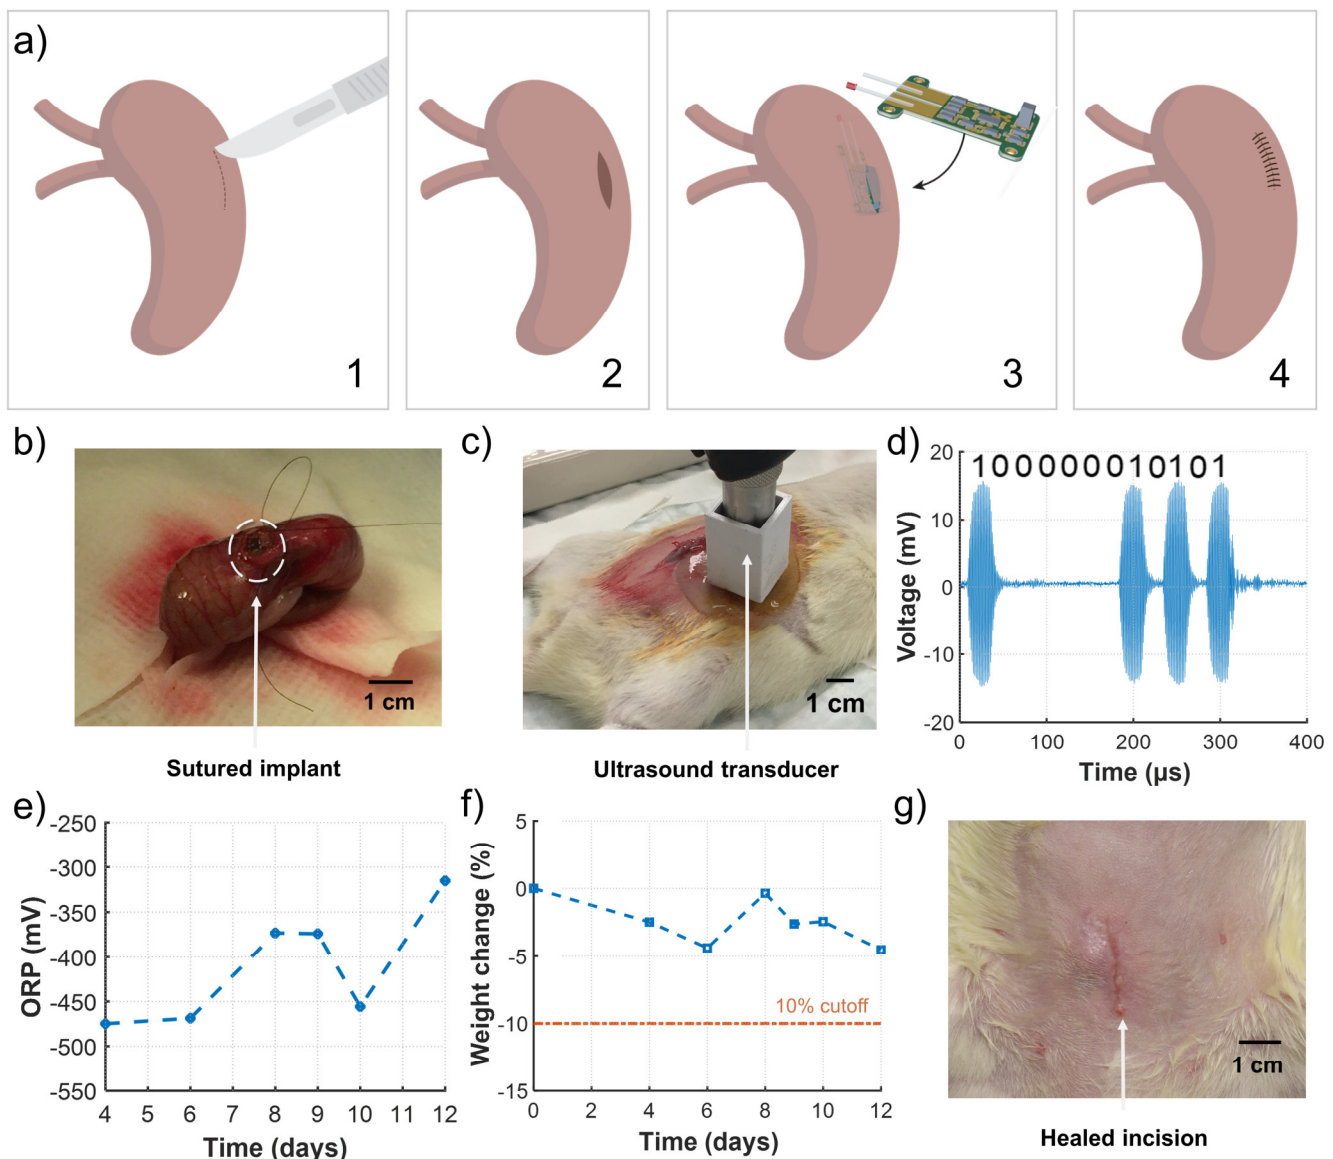 a)
1
2
3
4
b)
1 cm
Sutured implant
c)
1 cm
Ultrasound transducer
d)
1000000010101
20
10
0
-10
-20
Voltage (mV)
0 100 200 300 400
Time (µs)
e)
-250
-300
-350
-400
-450
-500
-550
ORP (mV)
4 5 6 7 8 9 10 11 12
Time (days)
f)
5
0
-5
-10
-15
Weight change (%)
10% cutoff
0 2 4 6 8 10 12
Time (days)
g)
1 cm
Healed incision